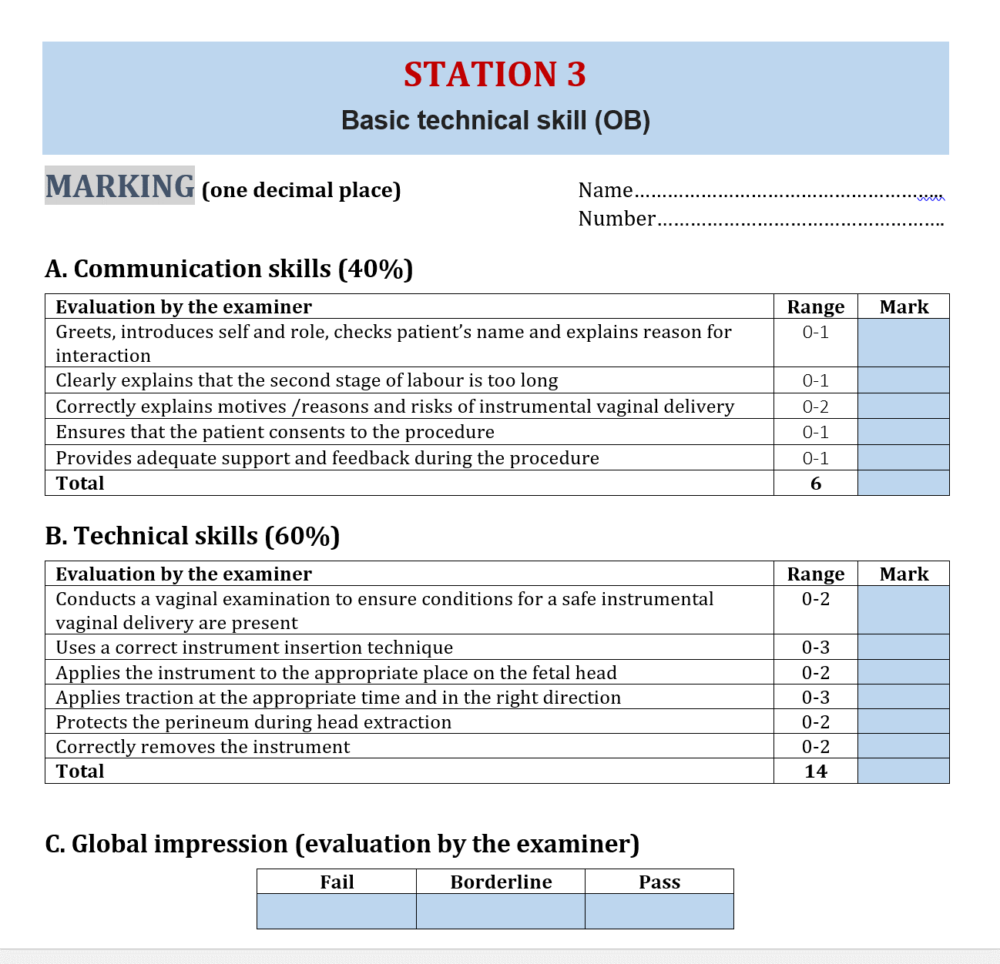 STATION 3
Basic technical skill (OB)
MARKING (one decimal place)
Name……………………………………………….…..
Number…………………………………………….
A. Communication skills (40%)
Evaluation by the examiner Range Mark
Greets, introduces self and role, checks patient’s name and explains reason for 0-1
interaction
Clearly explains that the second stage of labour is too long 0-1
Correctly explains motives /reasons and risks of instrumental vaginal delivery 0-2
Ensures that the patient consents to the procedure 0-1
Provides adequate support and feedback during the procedure 0-1
Total 6
B. Technical skills (60%)
Evaluation by the examiner Range Mark
Conducts a vaginal examination to ensure conditions for a safe instrumental 0-2
vaginal delivery are present
Uses a correct instrument insertion technique 0-3
Applies the instrument to the appropriate place on the fetal head 0-2
Applies traction at the appropriate time and in the right direction 0-3
Protects the perineum during head extraction 0-2
Correctly removes the instrument 0-2
Total 14
C. Global impression (evaluation by the examiner)
Fail Borderline Pass